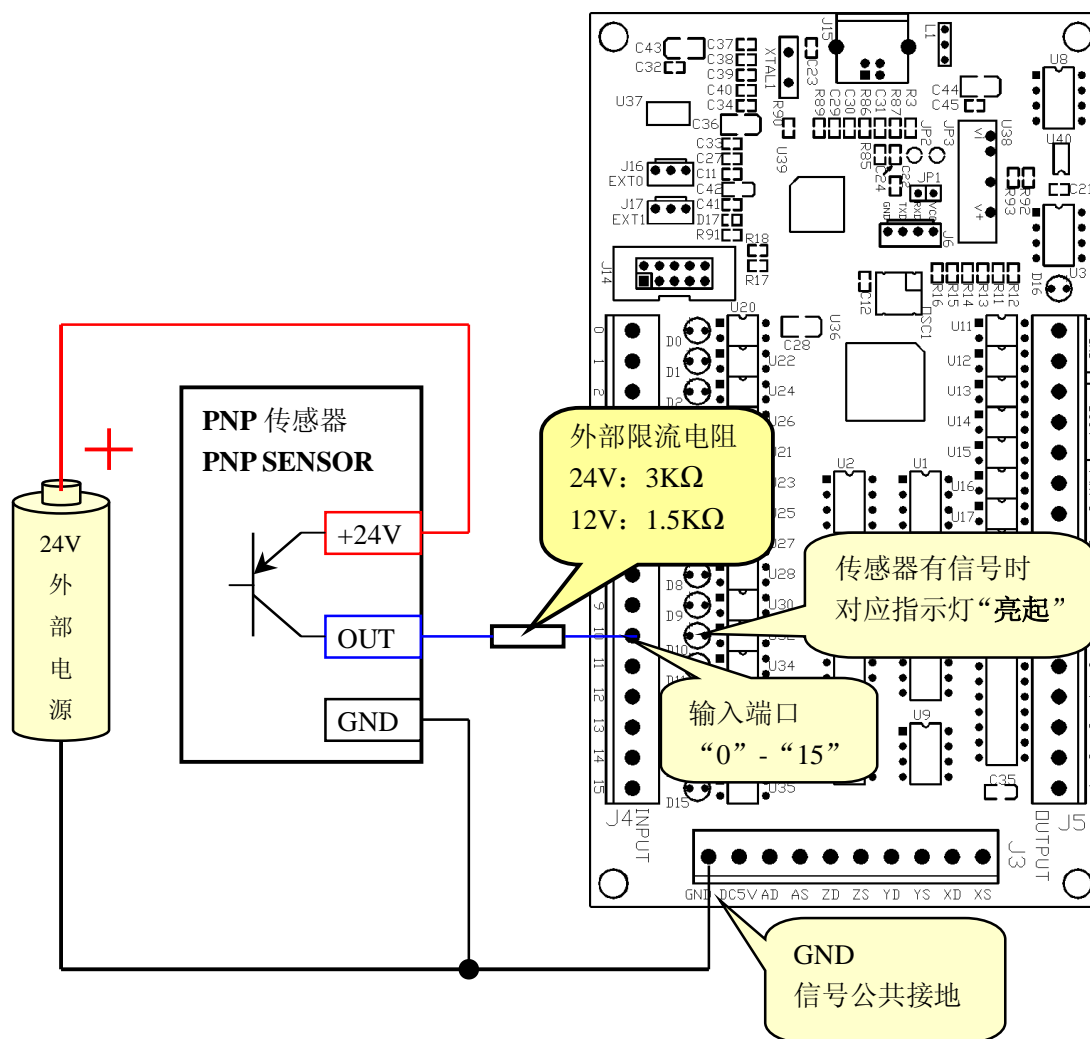 C43
C32
C37
C38
C39
C40
C34
U37
C36
C33
C27
C11
C42
C41
D17
R91
J16
EXT0
J17
EXT1
J14
R18
R17
XTAL1
C23
R90
U39
J15
R89
C29
C30
R86
C31
R87
R3
R85
C24
C22
JP2
JP3
JP1
GND
TXD
RXD
VCC
J6
L1
C44
C45
U38
V1
V+
U8
U40
C21
R93
R92
U3
D16
C12
OSC1
R16
R15
R14
R13
R11
R12
U20
C28
U36
0
1
2
D0
D1
D2
U22
U24
U26
U21
U23
U25
U27
U28
U30
U34
U35
U11
U12
U13
U14
U15
U16
U17
U2
U1
U9
C35
D8
D9
D10
D15
9
10
11
12
13
14
15
J4
INPUT
J5
OUTPUT
J3
GND DC5V AD AS ZD ZS YD YS XD XS
PNP 传感器
PNP SENSOR
+24V
OUT
GND
24V
外
部
电
源
外部限流电阻
24V：3KΩ
12V：1.5KΩ
传感器有信号时
对应指示灯“亮起”
输入端口
“0” - “15”
GND
信号公共接地